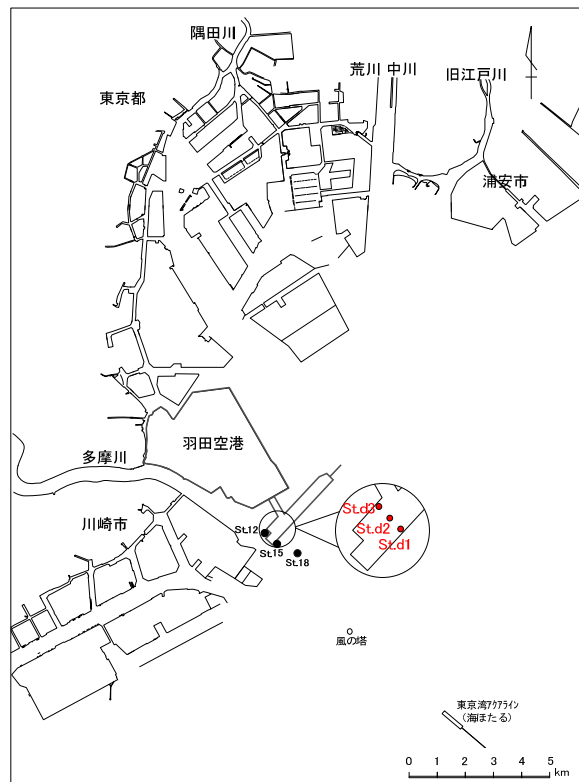 隅田川
荒川 中川
旧江戸川
東京都
浦安市
羽田空港
多摩川
川崎市
St.d3
St.d2
St.d1
St.12
St.15
St.18
風の塔
東京湾アクアライン
(海ほたる)
0 1 2 3 4 5
km